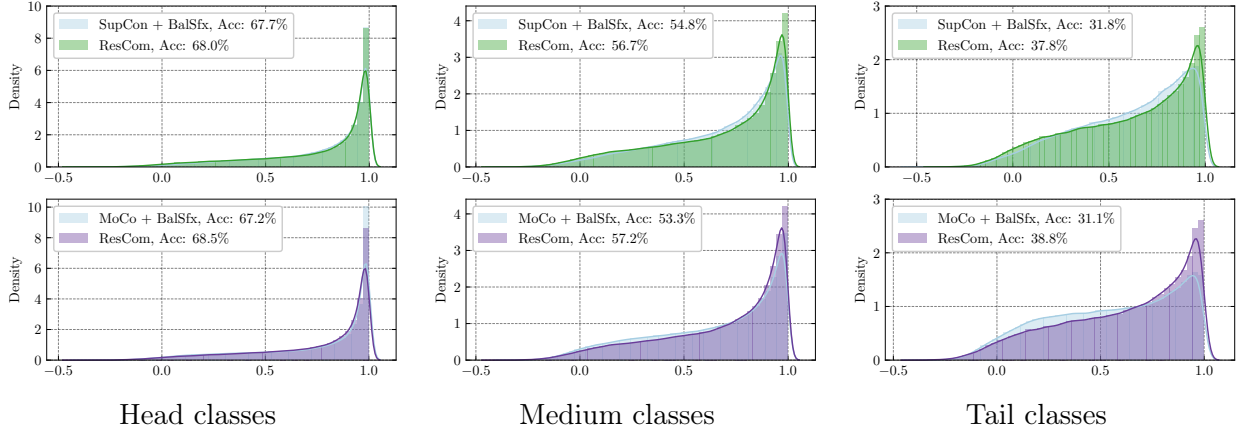 SupCon + BalSfx, Acc: 67.7%
ResCom, Acc: 68.0%
Density
10
8
6
4
2
0
−0.5 0.0 0.5 1.0
SupCon + BalSfx, Acc: 54.8%
ResCom, Acc: 56.7%
Density
4
3
2
1
0
−0.5 0.0 0.5 1.0
SupCon + BalSfx, Acc: 31.8%
ResCom, Acc: 37.8%
Density
3
2
1
0
−0.5 0.0 0.5 1.0
MoCo + BalSfx, Acc: 67.2%
ResCom, Acc: 68.5%
Density
10
8
6
4
2
0
−0.5 0.0 0.5 1.0
MoCo + BalSfx, Acc: 53.3%
ResCom, Acc: 57.2%
Density
4
3
2
1
0
−0.5 0.0 0.5 1.0
MoCo + BalSfx, Acc: 31.1%
ResCom, Acc: 38.8%
Density
3
2
1
0
−0.5 0.0 0.5 1.0
Head classes
Medium classes
Tail classes